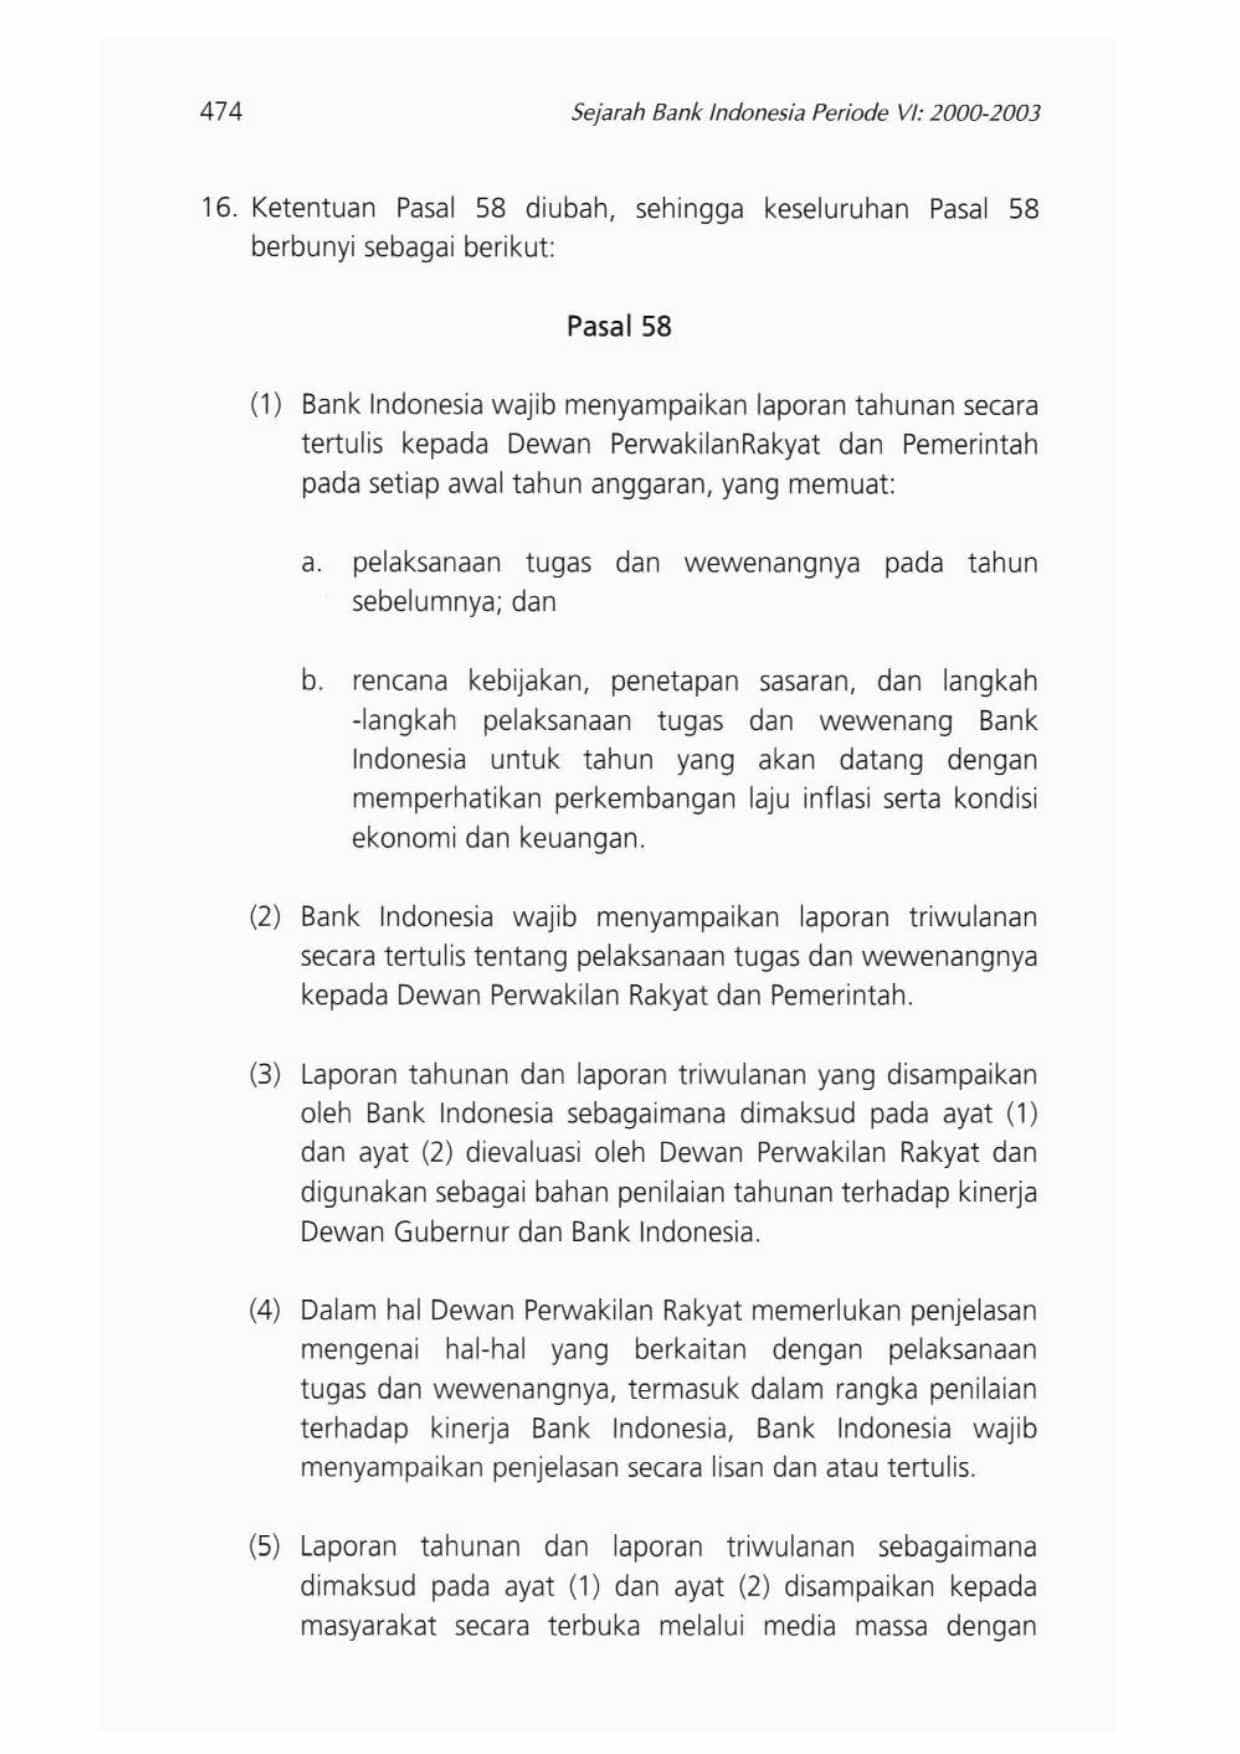 474
Sejarah Bank Indonesia Periode VI: 2000-2003
16. Ketentuan Pasal 58 diubah, sehingga keseluruhan Pasal 58
berbunyi sebagai berikut:
Pasal 58
(1) Bank Indonesia wajib menyampaikan laporan tahunan secara
tertulis kepada Dewan PerwakilanRakyat dan Pemerintah
pada setiap awal tahun anggaran, yang memuat:
a. pelaksanaan tugas dan wewenangnya pada tahun
sebelumnya; dan
b. rencana kebijakan, penetapan sasaran, dan langkah
-langkah pelaksanaan tugas dan wewenang Bank
Indonesia untuk tahun yang akan datang dengan
memperhatikan perkembangan laju inflasi serta kondisi
ekonomi dan keuangan.
(2) Bank Indonesia wajib menyampaikan laporan triwulanan
secara tertulis tentang pelaksanaan tugas dan wewenangnya
kepada Dewan Perwakilan Rakyat dan Pemerintah.
(3) Laporan tahunan dan laporan triwulanan yang disampaikan
oleh Bank Indonesia sebagaimana dimaksud pada ayat (1)
dan ayat (2) dievaluasi oleh Dewan Perwakilan Rakyat dan
digunakan sebagai bahan penilaian tahunan terhadap kinerja
Dewan Gubernur dan Bank Indonesia.
(4) Dalam hal Dewan Perwakilan Rakyat memerlukan penjelasan
mengenai hal-hal yang berkaitan dengan pelaksanaan
tugas dan wewenangnya, termasuk dalam rangka penilaian
terhadap kinerja Bank Indonesia, Bank Indonesia wajib
menyampaikan penjelasan secara lisan dan atau tertulis.
(5) Laporan tahunan dan laporan triwulanan sebagaimana
dimaksud pada ayat (1) dan ayat (2) disampaikan kepada
masyarakat secara terbuka melalui media massa dengan